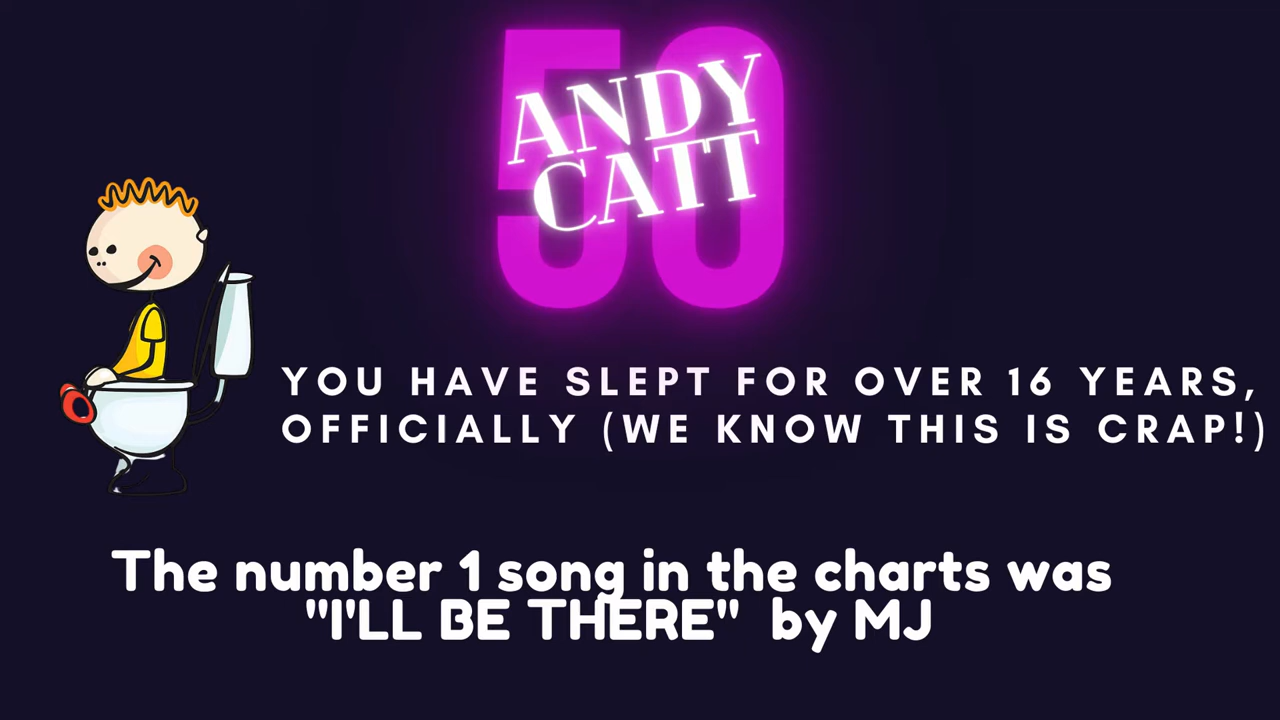 50
ANDY
CATT
YOU HAVE SLEPT FOR OVER 16 YEARS,
OFFICIALLY (WE KNOW THIS IS CRAP!)
The number 1 song in the charts was
"I'LL BE THERE" by MJ